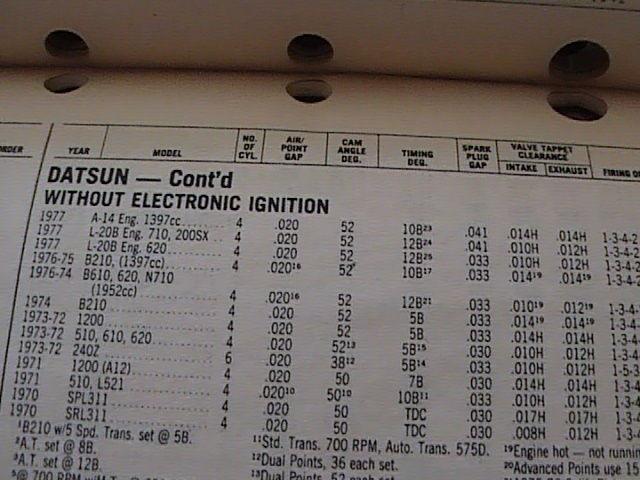 ORDER YEAR MODEL NO. OF CYL. AIR/ POINT GAP CAM ANGLE DEG. TIMING DEG. SPARK PLUG GAP VALVE TAPPET CLEARANCE INTAKE EXHAUST FIRING
DATSUN — Cont'd
WITHOUT ELECTRONIC IGNITION
1977 A-14 Eng. 1397cc 4 .020 52 10B²³ .041 .014H .014H 1-3-4-2
1977 L-20B Eng. 710, 200SX 4 .020 52 12B²⁴ .041 .010H .012H 1-3-4-2
1977 L-20B Eng. 620 4 .020 52 12B²⁵ .033 .010H .012H 1-3-4-2
1976-75 B210, (1397cc) 4 .020¹⁶ 52 10B¹⁷ .033 .014¹⁹ .014¹⁹ 1-3-4-2
1976-74 B610, 620, N710
(1952cc) 4 .020¹⁶ 52 12B²¹ .033 .010¹⁹ .012¹⁹ 1-3-4-
1974 B210 4 .020 52 5B .033 .014¹⁹ .014¹⁹ 1-3-4-
1973-72 1200 4 .020 52 5B .033 .014H .014H 1-3-4-
1973-72 510, 610, 620 4 .020 52¹³ 5B¹⁵ .030 .010H .012H 1-3-4-
1973-72 240Z 6 .020 38¹² 5B¹⁴ .033 .010H .012H 1-5-3
1971 1200 (A12) 4 .020 50 7B .030 .014H .014H 1-3-4
1971 510, L521 4 .020¹⁰ 50¹⁰ 10B¹¹ .033 .010H .012H 1-3-4
1970 SPL311 4 .020 50 TDC .030 .017H .017H 1-3-4
1970 SRL311 4 .020 50 TDC .030 .008H .012H 1-3-4
¹B210 w/5 Spd. Trans. set @ 5B.
²A.T. set @ 8B.
³A.T. set @ 12B.
¹¹Std. Trans. 700 RPM, Auto. Trans. 575D.
¹²Dual Points, 36 each set.
¹³Dual Points, 52 each set.
¹⁹Engine hot — not runnin
²⁰Advanced Points use 15